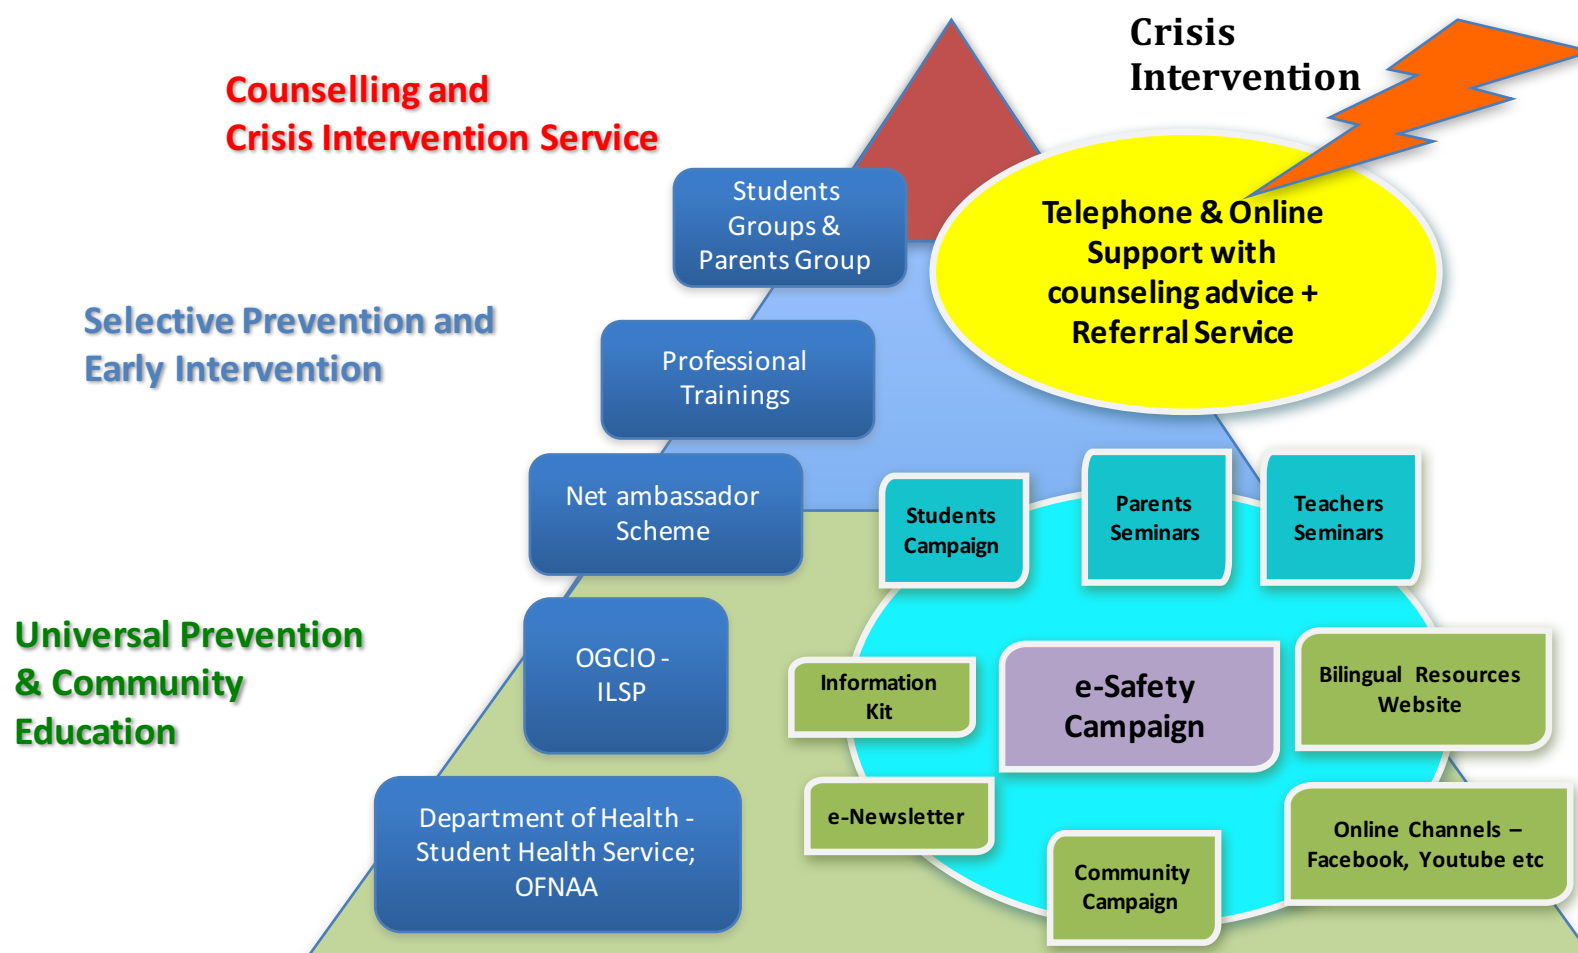 Counselling and
Crisis Intervention Service
Crisis
Intervention
Students
Groups &
Parents Group
Telephone & Online
Support with
counseling advice +
Referral Service
Selective Prevention and
Early Intervention
Professional
Trainings
Net ambassador
Scheme
Students
Campaign
Parents
Seminars
Teachers
Seminars
Universal Prevention
& Community
Education
OGCIO -
ILSP
Information
Kit
e-Safety
Campaign
Bilingual Resources
Website
Department of Health -
Student Health Service;
OFNAA
e-Newsletter
Community
Campaign
Online Channels –
Facebook, Youtube etc